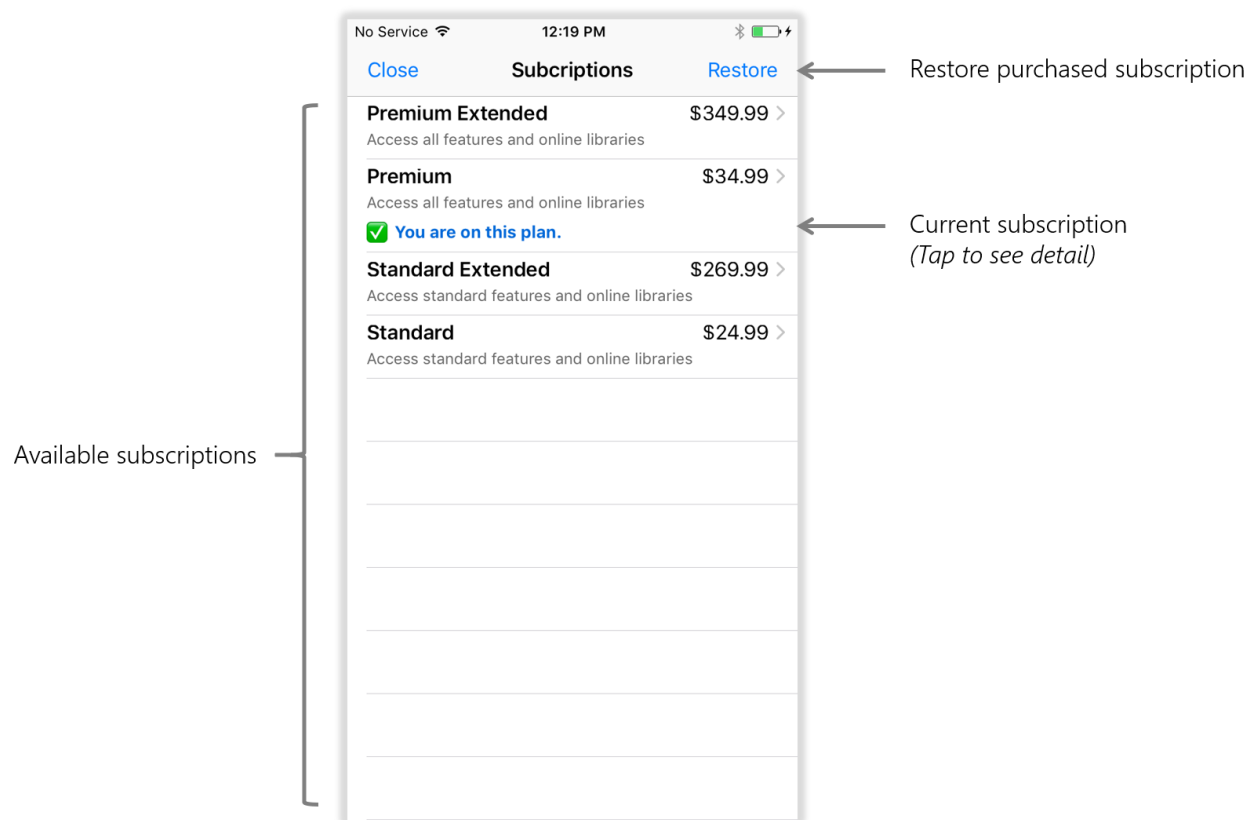 No Service 12:19 PM
Close Subcriptions Restore
Restore purchased subscription
Premium Extended $349.99
Access all features and online libraries
Premium $34.99
Access all features and online libraries
✅ You are on this plan.
Current subscription
(Tap to see detail)
Standard Extended $269.99
Access standard features and online libraries
Standard $24.99
Access standard features and online libraries
Available subscriptions